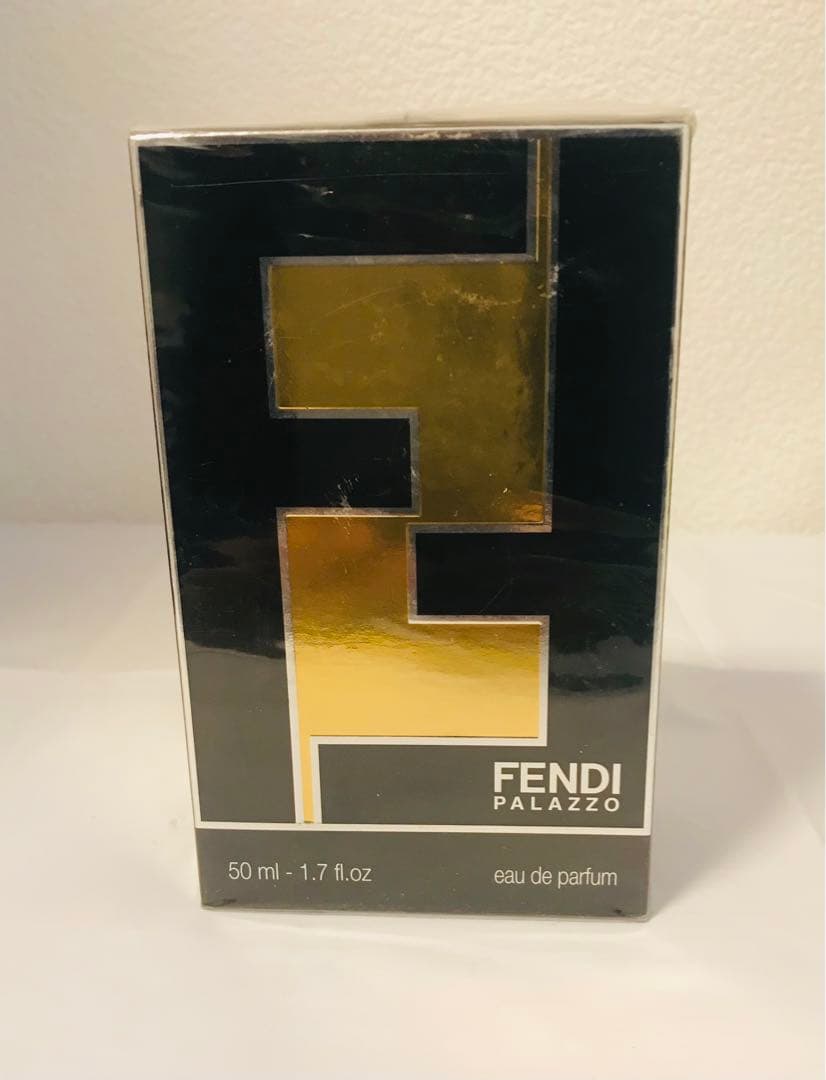 FENDI
PALAZZO
50 ml - 1.7 fl.oz
eau de parfum